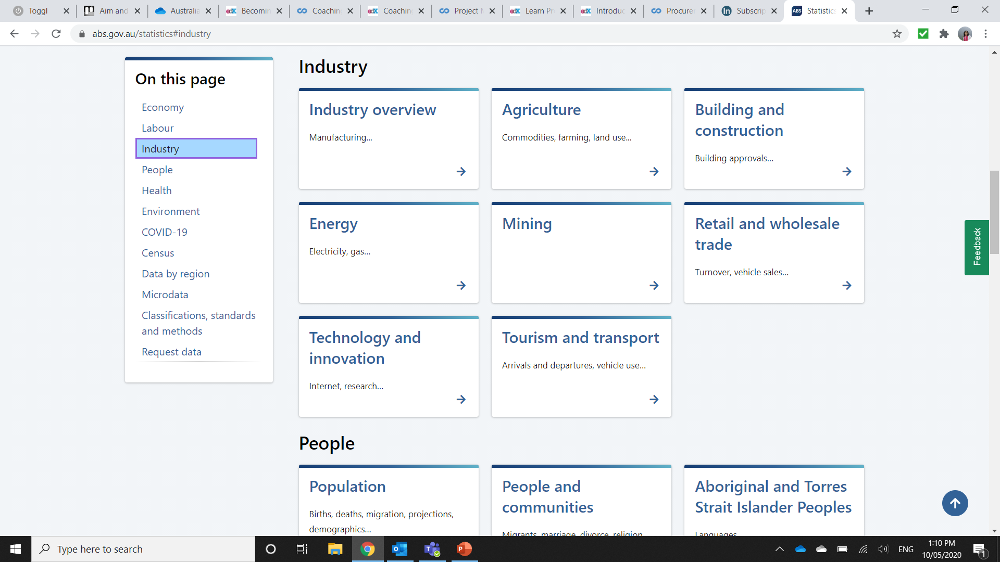 Toggl
Aim and
Australia
Becomin
Coaching
Coaching
Project M
Learn Pr
Introduc
Procurem
Subscrip
Statistics
abs.gov.au/statistics#industry
On this page
Economy
Labour
Industry
People
Health
Environment
COVID-19
Census
Data by region
Microdata
Classifications, standards
and methods
Request data
Industry
Industry overview
Manufacturing...
Agriculture
Commodities, farming, land use...
Building and
construction
Building approvals...
Energy
Electricity, gas...
Mining
Retail and wholesale
trade
Turnover, vehicle sales...
Technology and
innovation
Internet, research...
Tourism and transport
Arrivals and departures, vehicle use...
People
Population
Births, deaths, migration, projections,
demographics...
People and
communities
Migrants, marriage, divorce, religion
Aboriginal and Torres
Strait Islander Peoples
Languages
Feedback
Type here to search
ENG
1:10 PM
10/05/2020
1